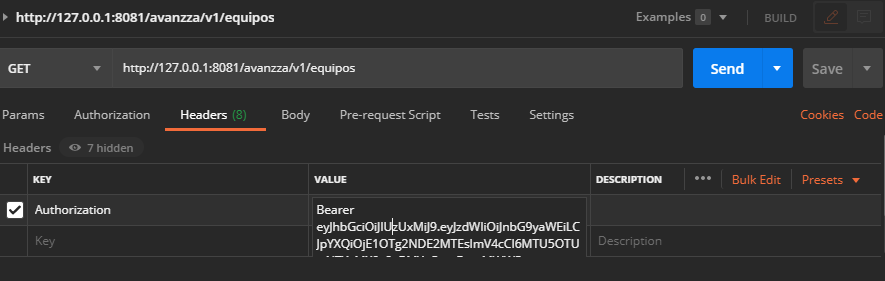 http://127.0.0.1:8081/avanzza/v1/equipos
Examples 0
BUILD
GET
http://127.0.0.1:8081/avanzza/v1/equipos
Send
Save
Params
Authorization
Headers (8)
Body
Pre-request Script
Tests
Settings
Cookies
Code
Headers
7 hidden
KEY
VALUE
DESCRIPTION
Bulk Edit
Presets
Authorization
Bearer
eyJhbGciOiJIUzUxMiJ9.eyJzdWIiOiJnbG9yaWEiLC
JpYXQiOjE1OTg2NDE2MTEsImV4cCI6MTU5OTU
Key
Description